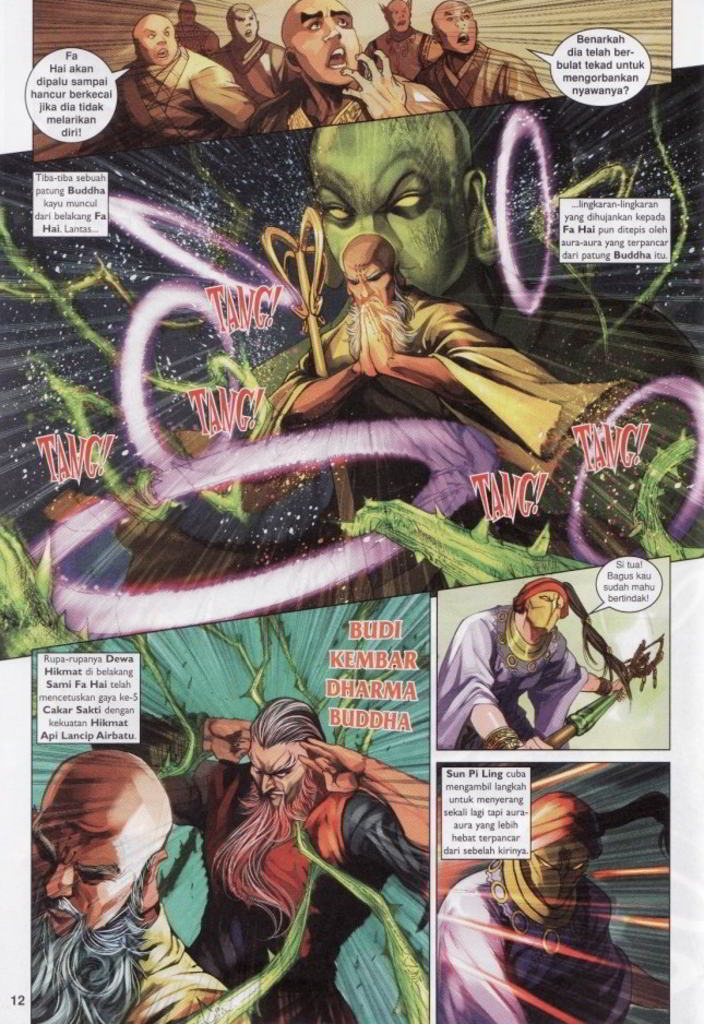 Fa
Hai akan
dipalu sampai
hancur berkecai
jika dia tidak
melarikan
diri!
Benarkah
dia telah ber-
bulat tekad untuk
mengorbankan
nyawanya?
Tiba-tiba sebuah
patung Buddha
kayu muncul
dari belakang Fa
Hai. Lantas...
...lingkaran-lingkaran
yang dihujankan kepada
Fa Hai pun ditepis oleh
aura-aura yang terpancar
dari patung Buddha itu.
TANG!
TANG!
TANG!
TANG!
TANG!
Si tua!
Bagus kau
sudah mahu
bertindak!
Rupa-rupanya Dewa
Hikmat di belakang
Sami Fa Hai telah
mencetuskan gaya ke-5
Cakar Sakti dengan
kekuatan Hikmat
Api Lancip Airbatu.
BUDI
KEMBAR
DHARMA
BUDDHA
Sun Pi Ling cuba
mengambil langkah
untuk menyerang
sekali lagi tapi aura-
aura yang lebih
hebat terpancar
dari sebelah kirinya.
12